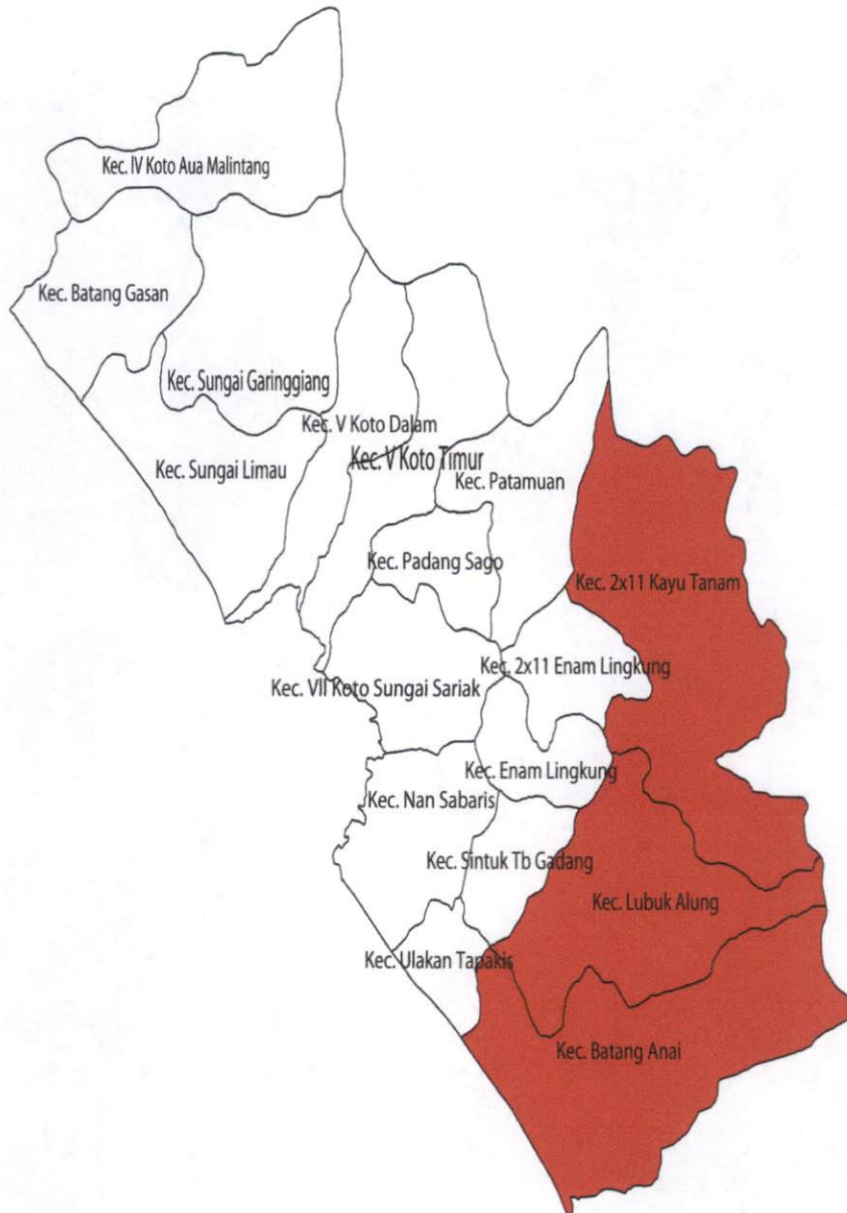 Kec. IV Koto Aua Malintang
Kec. Batang Gasan
Kec. Sungai Garinggiang
Kec. V Koto Dalam
Kec. V Koto Timur
Kec. Sungai Limau
Kec. Patamuan
Kec. Padang Sago
Kec. 2x11 Kayu Tanam
Kec. 2x11 Enam Lingkung
Kec. VII Koto Sungai Sariak
Kec. Enam Lingkung
Kec. Nan Sabaris
Kec. Sintuk Tb Gadang
Kec. Lubuk Alung
Kec. Ulakan Tapakis
Kec. Batang Anai